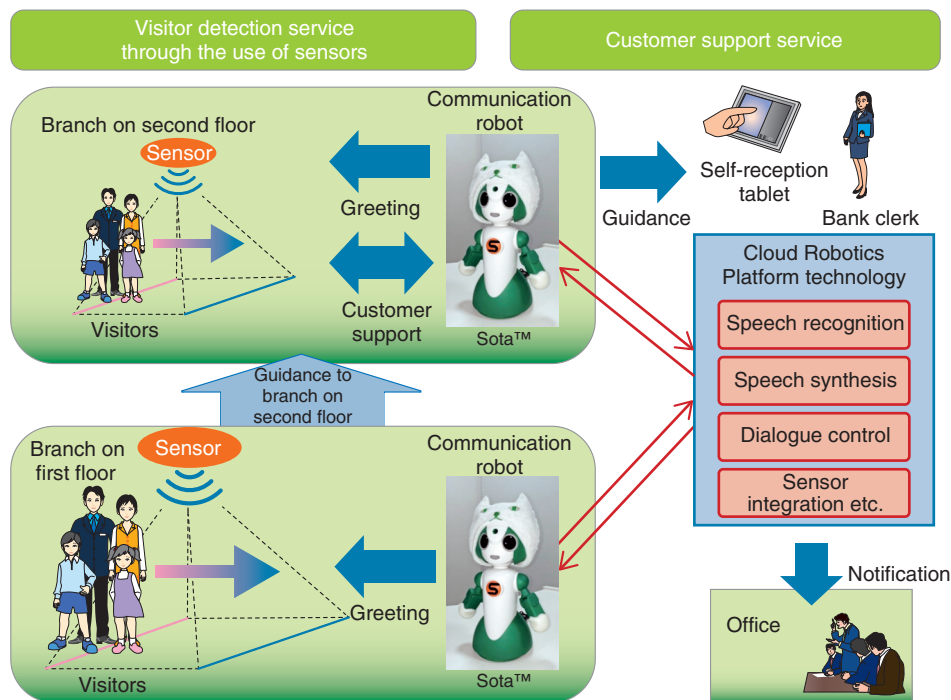 Visitor detection service
through the use of sensors
Customer support service
Branch on second floor
Sensor
Visitors
Greeting
Customer
support
Communication
robot
S
Sota™
Guidance
Self-reception
tablet
Bank clerk
Cloud Robotics
Platform technology
Speech recognition
Speech synthesis
Dialogue control
Sensor
integration etc.
Guidance to
branch on
second floor
Branch on
first floor
Sensor
Visitors
Greeting
Communication
robot
S
Sota™
Notification
Office